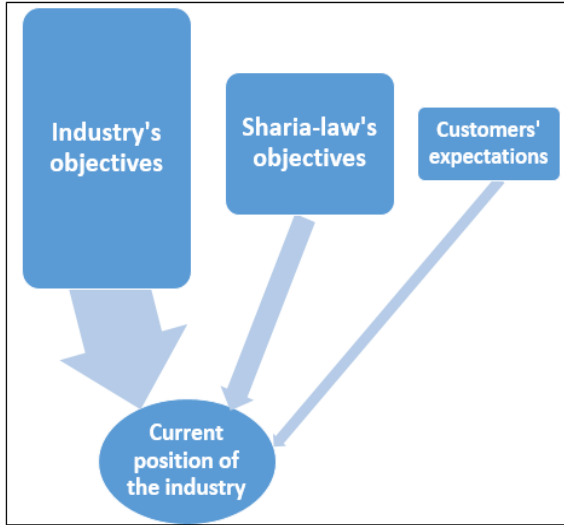 Industry's
objectives
Sharia-law's
objectives
Customers'
expectations
Current
position of
the industry